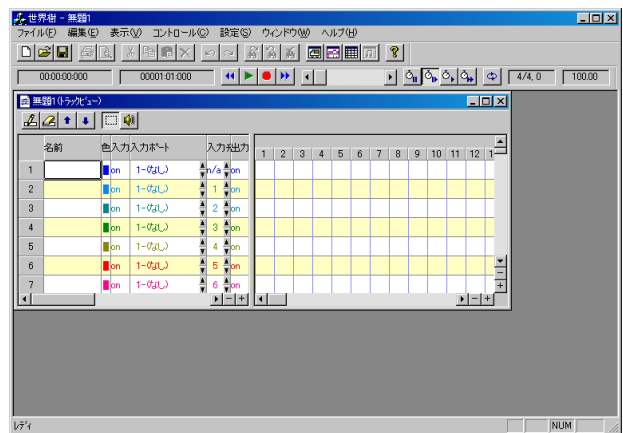 世界樹 - 無題1
ファイル(F) 編集(E) 表示(V) コントロール(C) 設定(S) ウィンドウ(W) ヘルプ(H)
00:00:00:000 00001:01:000 4/4, 0 100.00
無題1(トラックビュー)
名前 色 入力 入力ポート 入力 出力 1 2 3 4 5 6 7 8 9 10 11 12 1
1 on 1-(なし) n/a on
2 on 1-(なし) 1 on
3 on 1-(なし) 2 on
4 on 1-(なし) 3 on
5 on 1-(なし) 4 on
6 on 1-(なし) 5 on
7 on 1-(なし) 6 on
レディ NUM